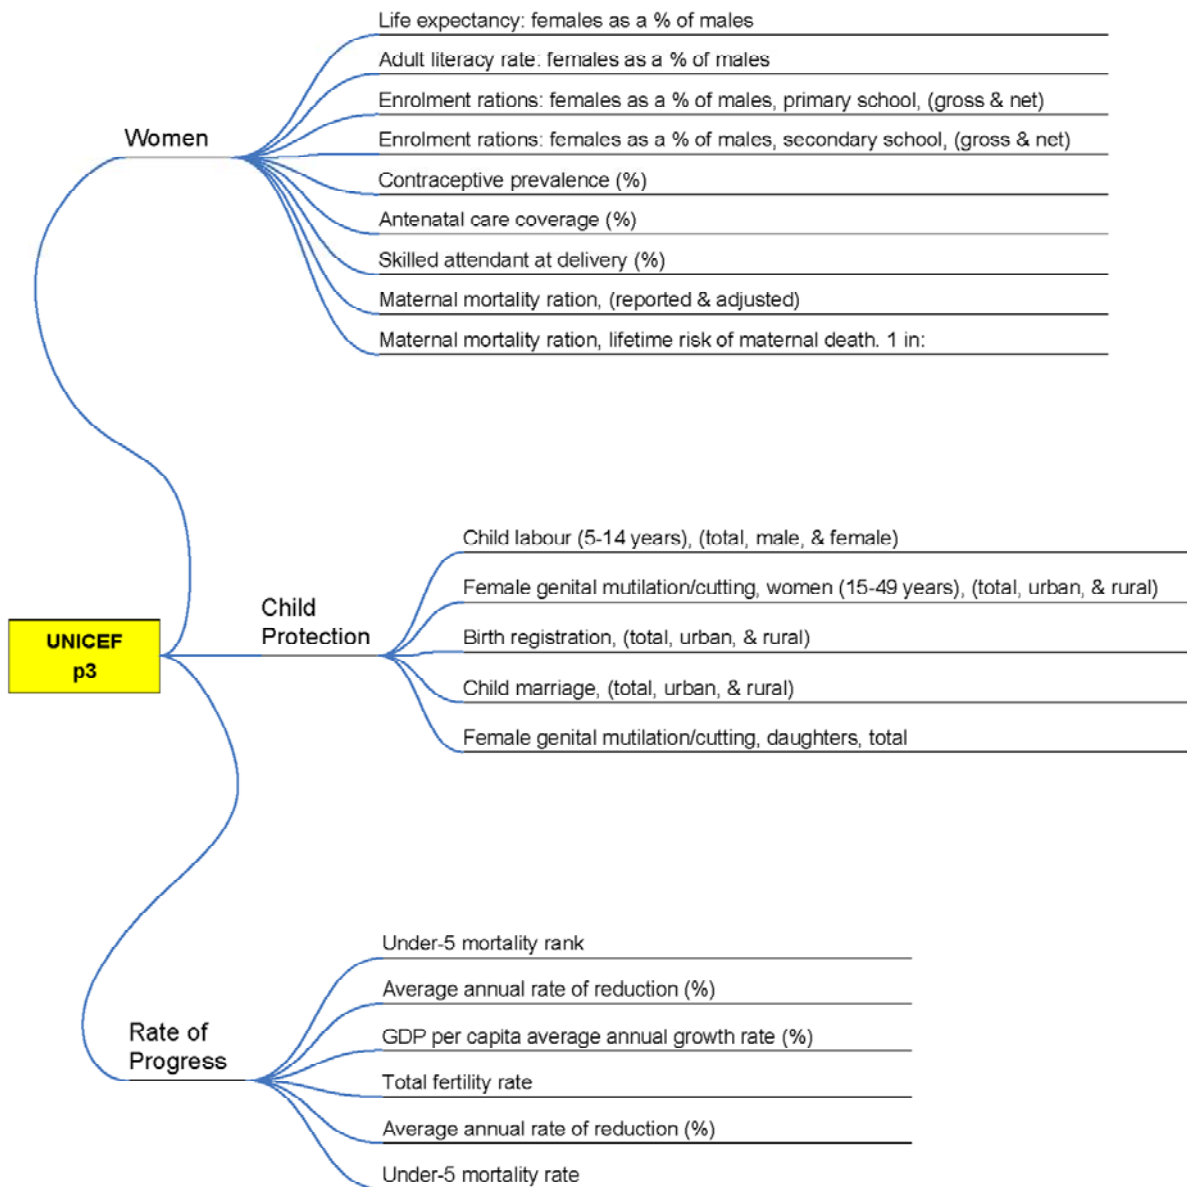 Life expectancy: females as a % of males
Adult literacy rate: females as a % of males
Enrolment rations: females as a % of males, primary school, (gross & net)
Women
Enrolment rations: females as a % of males, secondary school, (gross & net)
Contraceptive prevalence (%)
Antenatal care coverage (%)
Skilled attendant at delivery (%)
Maternal mortality ration, (reported & adjusted)
Maternal mortality ration, lifetime risk of maternal death. 1 in:
UNICEF
p3
Child
Protection
Child labour (5-14 years), (total, male, & female)
Female genital mutilation/cutting, women (15-49 years), (total, urban, & rural)
Birth registration, (total, urban, & rural)
Child marriage, (total, urban, & rural)
Female genital mutilation/cutting, daughters, total
Rate of
Progress
Under-5 mortality rank
Average annual rate of reduction (%)
GDP per capita average annual growth rate (%)
Total fertility rate
Average annual rate of reduction (%)
Under-5 mortality rate